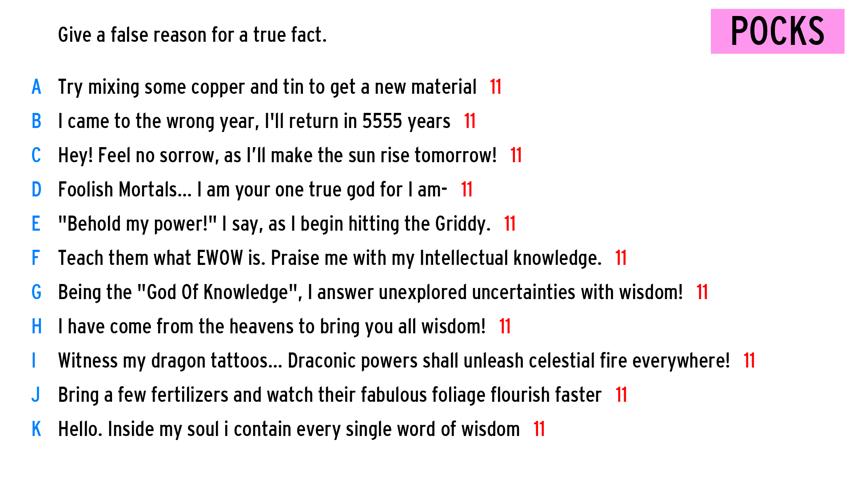 Give a false reason for a true fact.
POCKS
A Try mixing some copper and tin to get a new material 11
B I came to the wrong year, I'll return in 5555 years 11
C Hey! Feel no sorrow, as I'll make the sun rise tomorrow! 11
D Foolish Mortals... I am your one true god for I am- 11
E "Behold my power!" I say, as I begin hitting the Griddy. 11
F Teach them what EWOW is. Praise me with my Intellectual knowledge. 11
G Being the "God Of Knowledge", I answer unexplored uncertainties with wisdom! 11
H I have come from the heavens to bring you all wisdom! 11
I Witness my dragon tattoos... Draconic powers shall unleash celestial fire everywhere! 11
J Bring a few fertilizers and watch their fabulous foliage flourish faster 11
K Hello. Inside my soul i contain every single word of wisdom 11